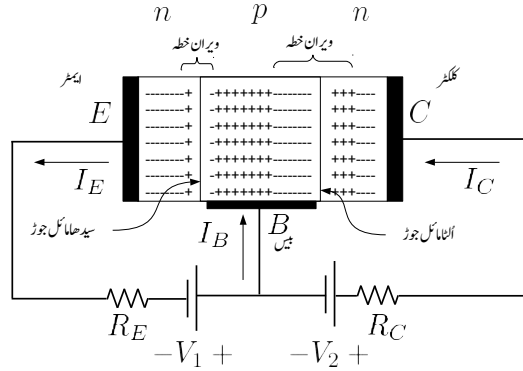 n p n
ویران خطہ ویران خطہ
ایمٹر کلکٹر
E C
------+ -+++++++------- +++----
------+ -+++++++------- +++----
------+ -+++++++------- +++----
------+ -+++++++------- +++----
------+ -+++++++------- +++----
------+ -+++++++------- +++----
------+ -+++++++------- +++----
I_E I_C
سیدھا مائل جوڑ I_B B بیس اُلٹا مائل جوڑ
R_E R_C
−V_1 + −V_2 +